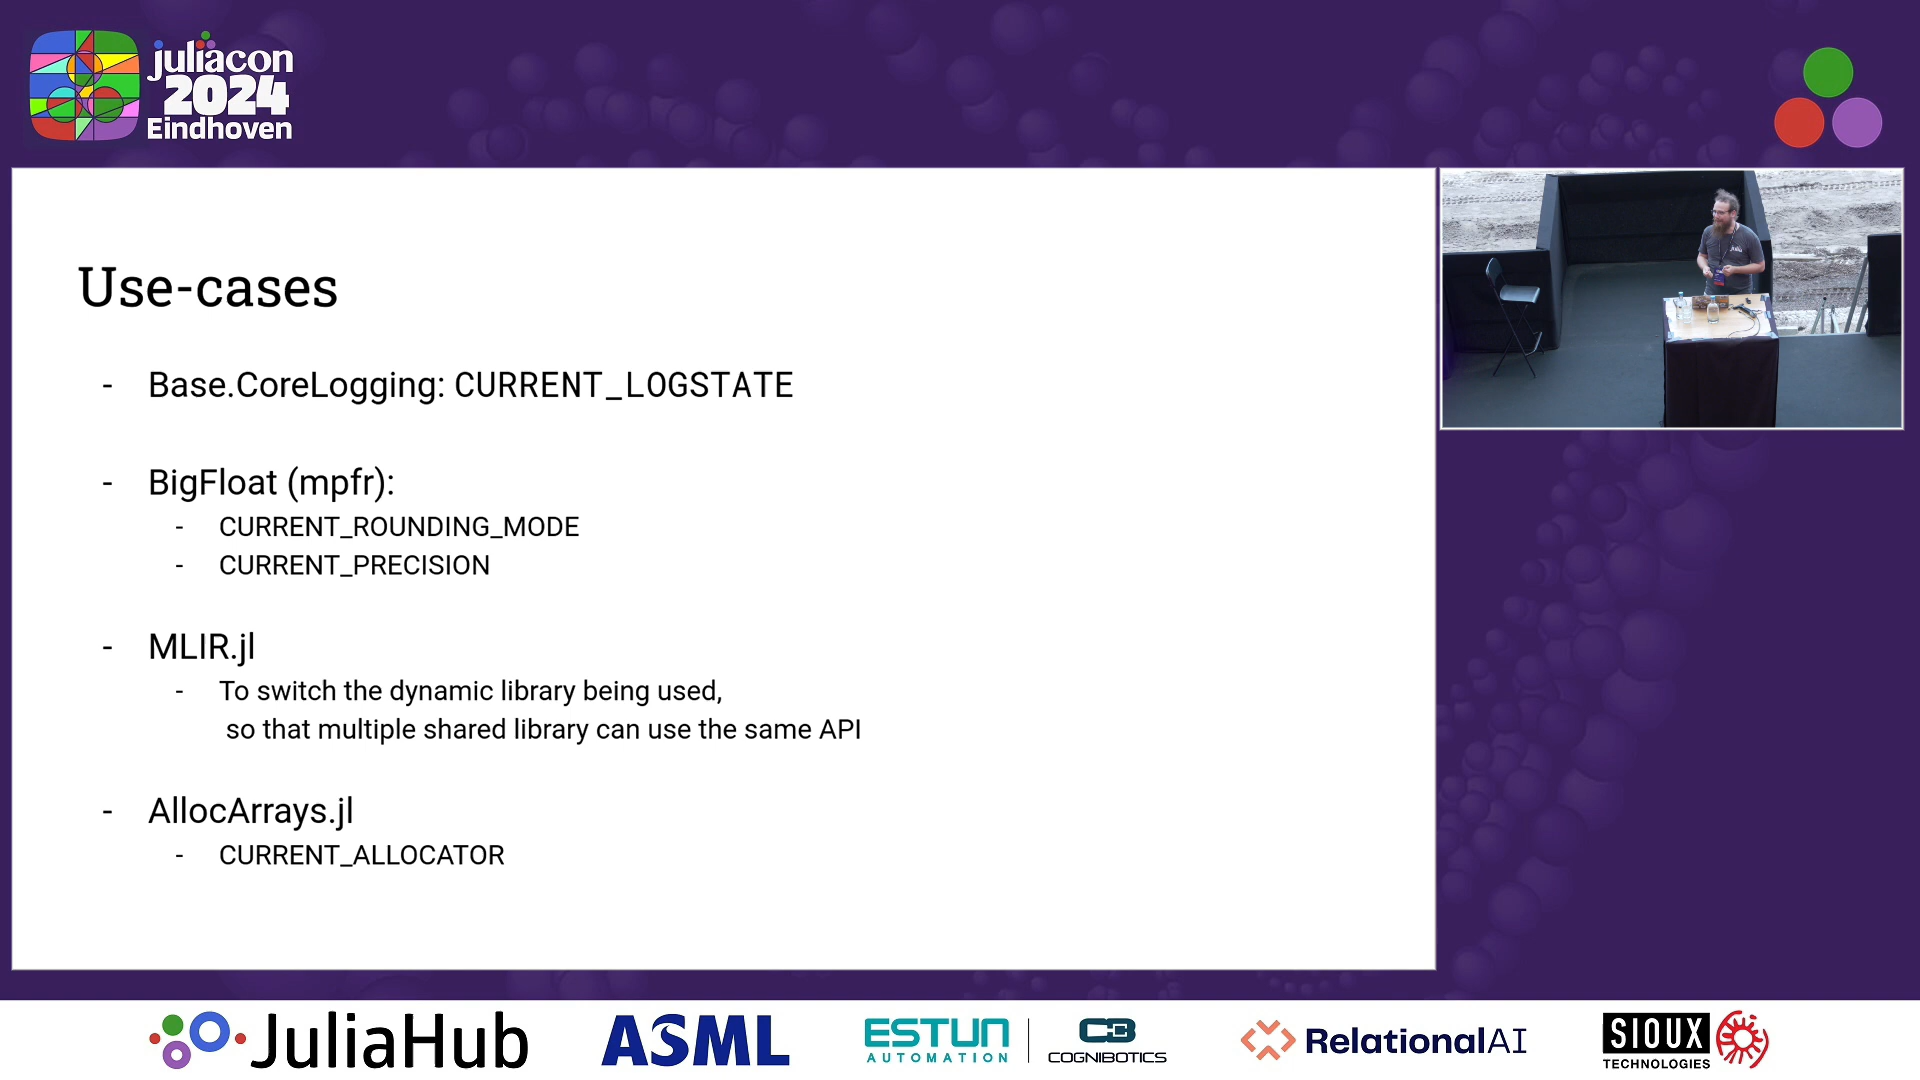 juliacon
2024
Eindhoven
Use-cases
- Base.CoreLogging: CURRENT_LOGSTATE
- BigFloat (mpfr):
- CURRENT_ROUNDING_MODE
- CURRENT_PRECISION
- MLIR.jl
- To switch the dynamic library being used,
so that multiple shared library can use the same API
- AllocArrays.jl
- CURRENT_ALLOCATOR
JuliaHub
ASML
ESTUN
AUTOMATION
COGNIBOTICS
RelationalAI
SIOUX
TECHNOLOGIES